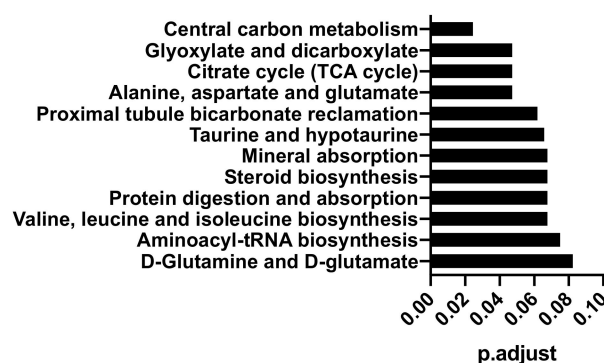 Central carbon metabolism
Glyoxylate and dicarboxylate
Citrate cycle (TCA cycle)
Alanine, aspartate and glutamate
Proximal tubule bicarbonate reclamation
Taurine and hypotaurine
Mineral absorption
Steroid biosynthesis
Protein digestion and absorption
Valine, leucine and isoleucine biosynthesis
Aminoacyl-tRNA biosynthesis
D-Glutamine and D-glutamate
0.00 0.02 0.04 0.06 0.08 0.10
p.adjust